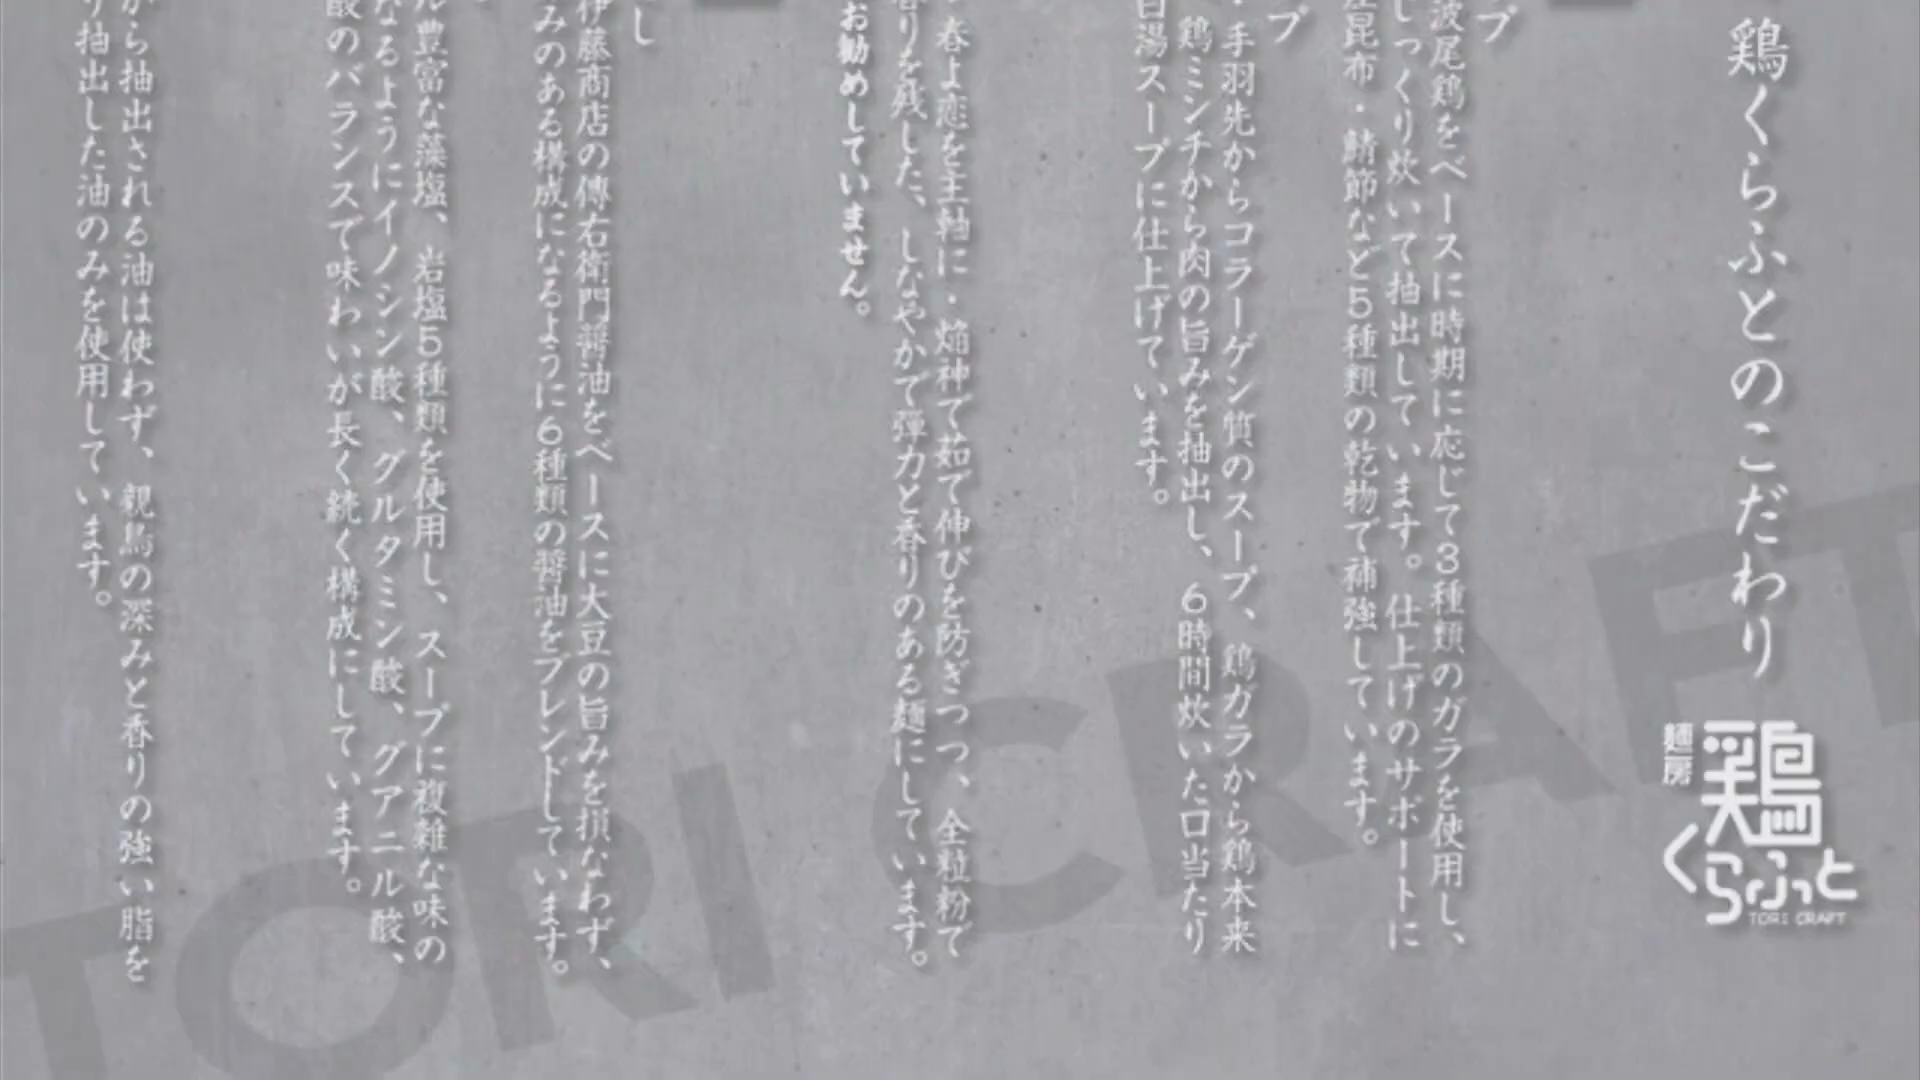 鶏くらふとのこだわり
麺房
鶏
くらふと
TORI CRAFT
プ
波尾鶏をベースに時期に応じて3種類のガラを使用し、
じっくり炊いて抽出しています。仕上げのサポートに
昆布・鯖節など5種類の乾物で補強しています。
プ
・手羽先からコラーゲン質のスープ、鶏ガラから鶏本来
鶏ミンチから肉の旨みを抽出し、6時間炊いた口当たり
白湯スープに仕上げています。
春よ恋を主軸に・焔神で茹で伸びを防ぎつつ、全粒粉で
香りを残した、しなやかで弾力と香りのある麺にしています。
お勧めしていません。
し
伊藤商店の傳右衛門醤油をベースに大豆の旨みを損なわず、
みのある構成になるように6種類の醤油をブレンドしています。
ル豊富な藻塩、岩塩5種類を使用し、スープに複雑な味の
なるようにイノシン酸、グルタミン酸、グアニル酸、
酸のバランスで味わいが長く続く構成にしています。
から抽出される油は使わず、親鳥の深みと香りの強い脂を
り抽出した油のみを使用しています。
TORI CRAFT